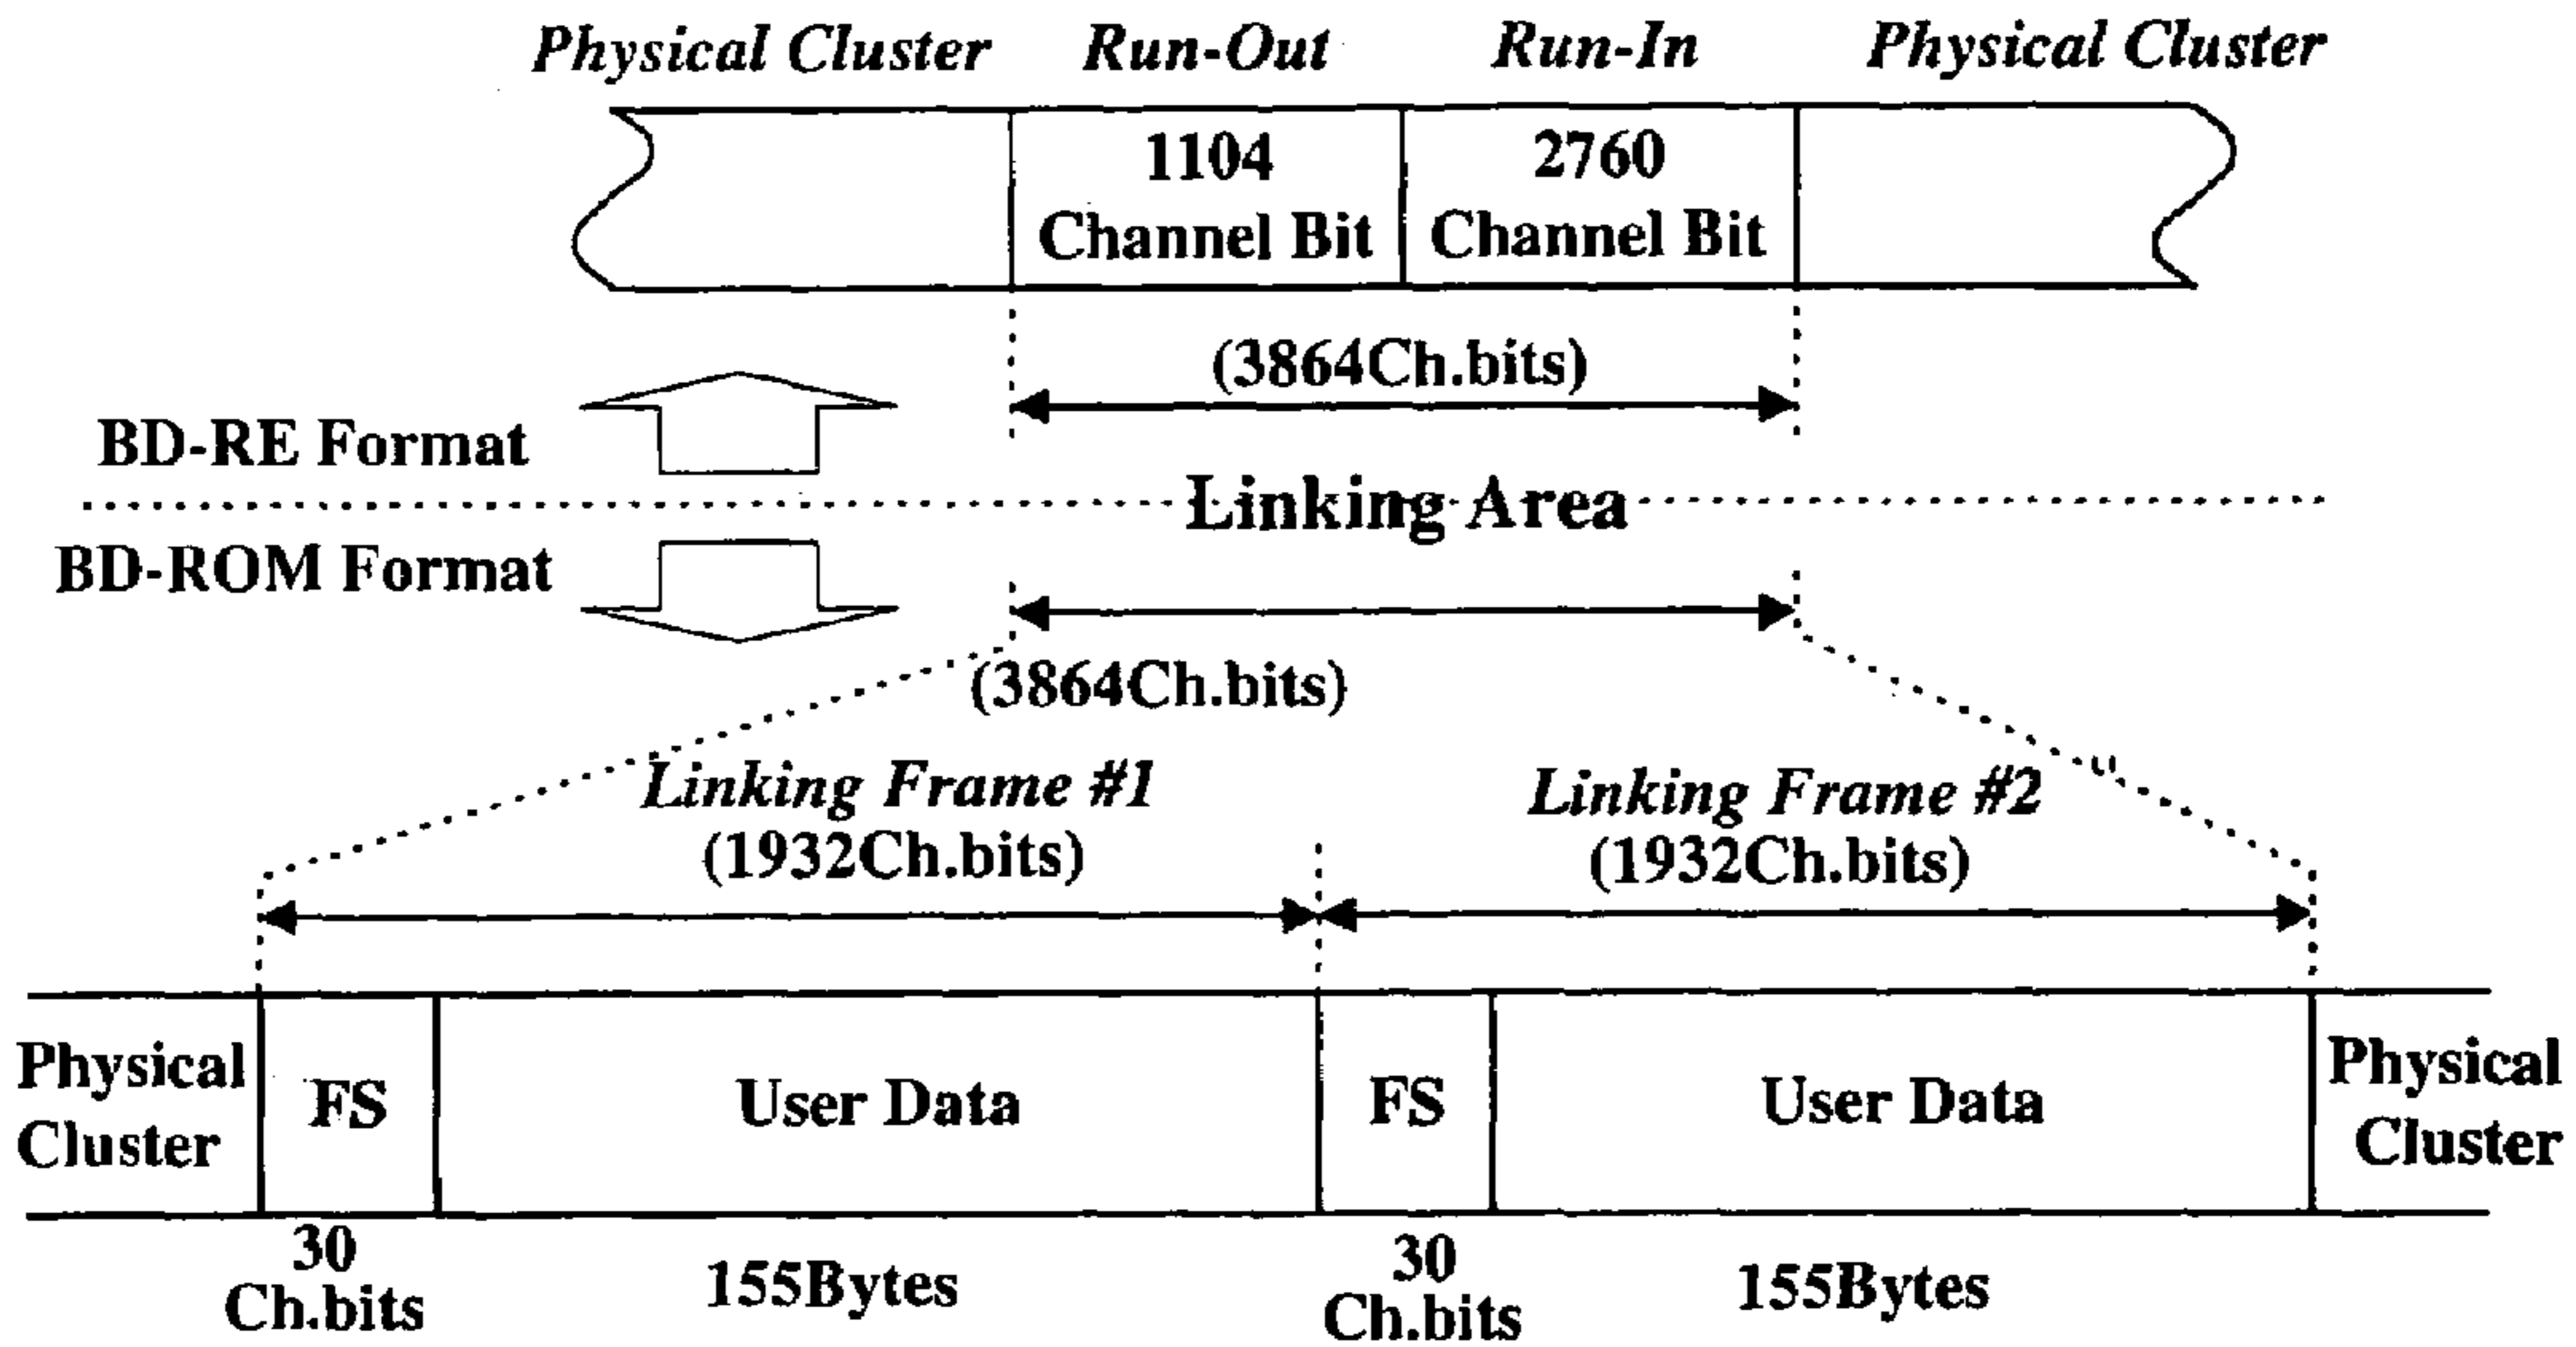 Physical Cluster Run-Out Run-In Physical Cluster
1104 2760
Channel Bit Channel Bit
(3864Ch.bits)
BD-RE Format
Linking Area
BD-ROM Format
(3864Ch.bits)
Linking Frame #1 Linking Frame #2
(1932Ch.bits) (1932Ch.bits)
Physical Cluster FS User Data FS User Data Physical Cluster
30 Ch.bits 155Bytes 30 Ch.bits 155Bytes